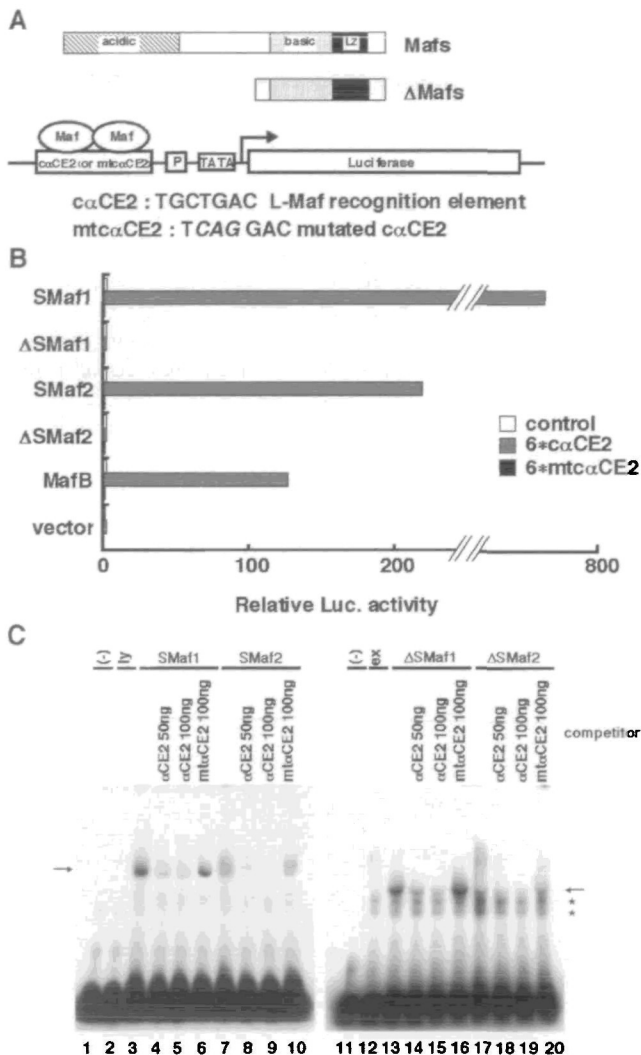 A
acidic basic LZ Mafs
ΔMafs
Maf Maf
cαCE2(or mtcαCE2) P TATA Luciferase
cαCE2 : TGCTGAC L-Maf recognition element
mtcαCE2 : TCAG GAC mutated cαCE2
B
SMaf1
ΔSMaf1
SMaf2
ΔSMaf2
MafB
vector
control
6*cαCE2
6*mtcαCE2
0 100 200 800
Relative Luc. activity
C
(-) ly SMaf1 SMaf2 (-) ex ΔSMaf1 ΔSMaf2
αCE2 50ng αCE2 100ng mtαCE2 100ng αCE2 50ng αCE2 100ng mtαCE2 100ng αCE2 50ng αCE2 100ng mtαCE2 100ng αCE2 50ng αCE2 100ng mtαCE2 100ng competitor
→ ←
**
1 2 3 4 5 6 7 8 9 10 11 12 13 14 15 16 17 18 19 20